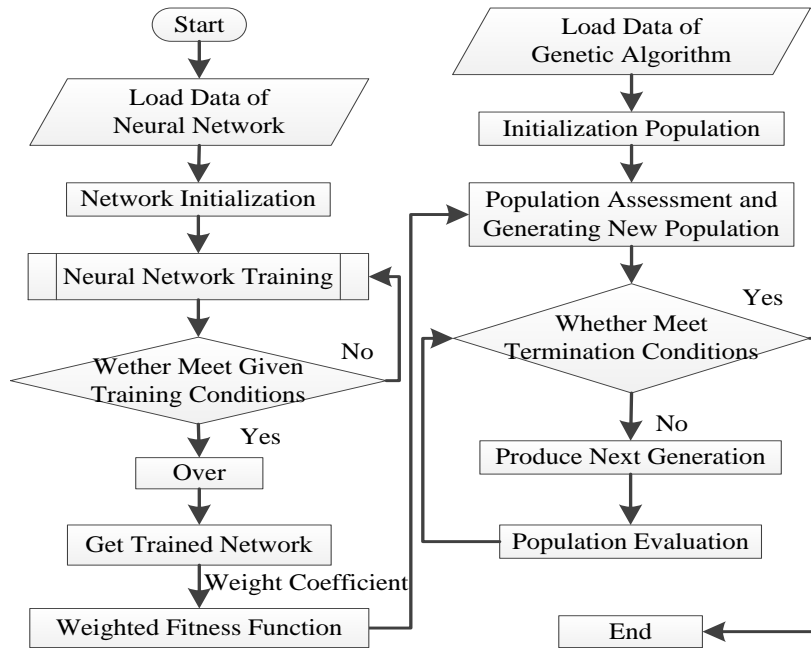 Start
Load Data of
Neural Network
Network Initialization
Neural Network Training
Wether Meet Given
Training Conditions
No
Yes
Over
Get Trained Network
Weight Coefficient
Weighted Fitness Function
Load Data of
Genetic Algorithm
Initialization Population
Population Assessment and
Generating New Population
Yes
Whether Meet
Termination Conditions
No
Produce Next Generation
Population Evaluation
End